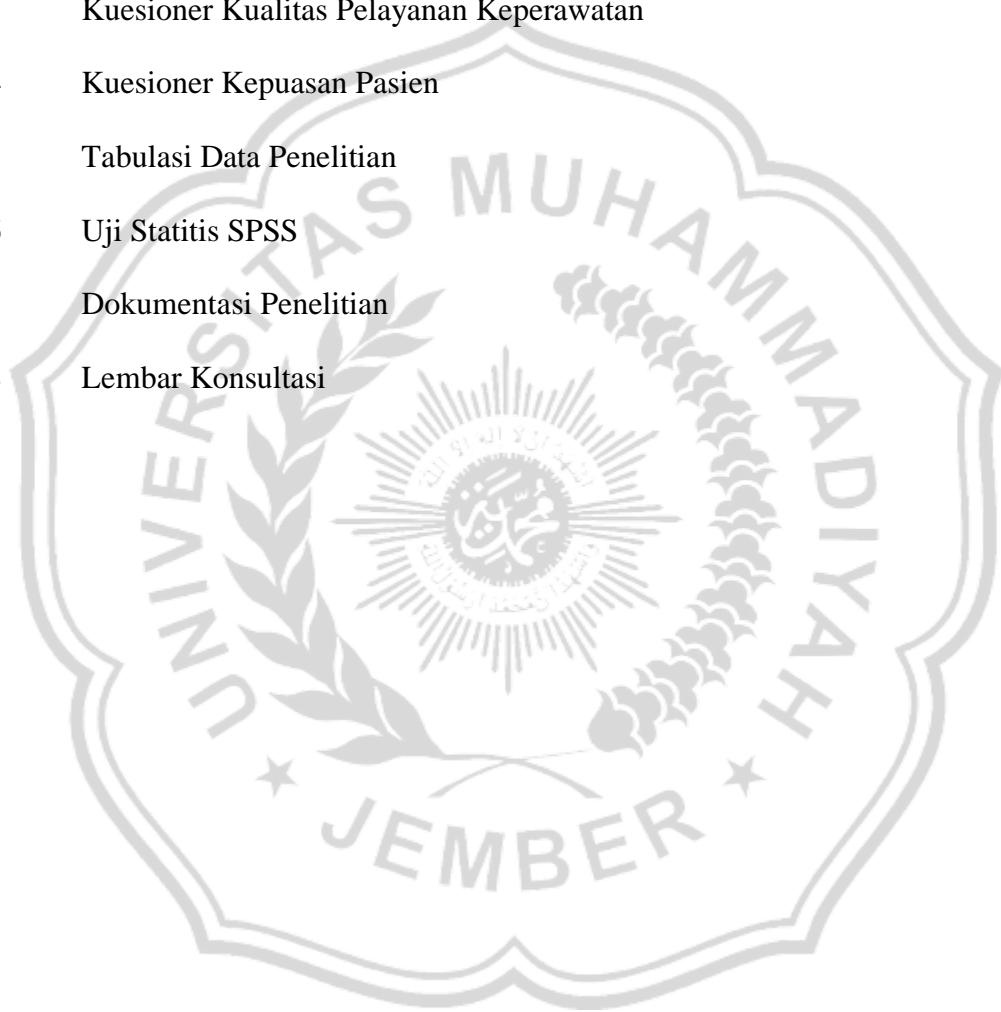 Kuesioner Kualitas Pelayanan Keperawatan
Kuesioner Kepuasan Pasien
Tabulasi Data Penelitian
Uji Statitis SPSS
Dokumentasi Penelitian
Lembar Konsultasi
UNIVERSITAS MUHAMMADIYAH
JEMBER